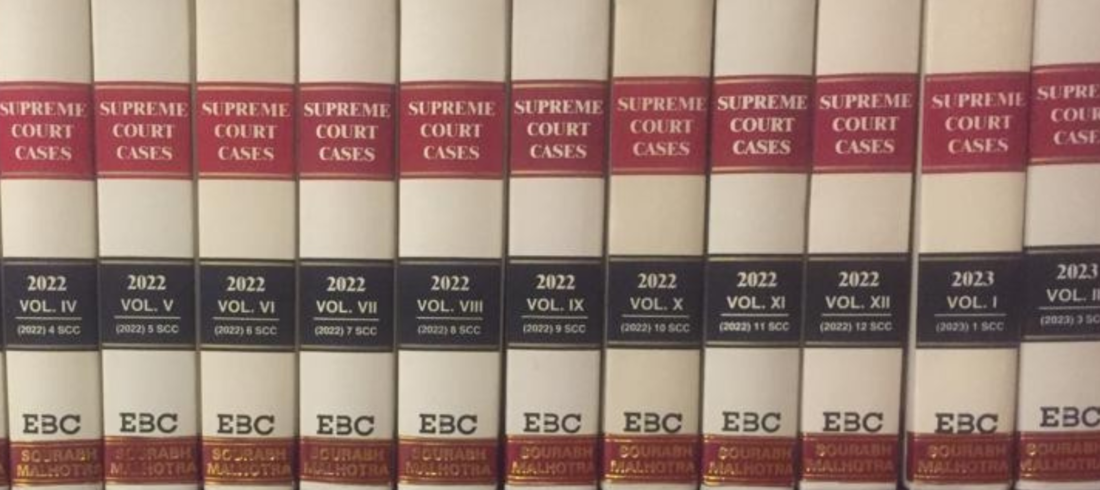 SUPREME
COURT
CASES
2022
VOL. IV
(2022) 4 SCC
EBC
SOURABH
MALHOTRA
SUPREME
COURT
CASES
2022
VOL. V
(2022) 5 SCC
EBC
SOURABH
MALHOTRA
SUPREME
COURT
CASES
2022
VOL. VI
(2022) 6 SCC
EBC
SOURABH
MALHOTRA
SUPREME
COURT
CASES
2022
VOL. VII
(2022) 7 SCC
EBC
SOURABH
MALHOTRA
SUPREME
COURT
CASES
2022
VOL. VIII
(2022) 8 SCC
EBC
SOURABH
MALHOTRA
SUPREME
COURT
CASES
2022
VOL. IX
(2022) 9 SCC
EBC
SOURABH
MALHOTRA
SUPREME
COURT
CASES
2022
VOL. X
(2022) 10 SCC
EBC
SOURABH
MALHOTRA
SUPREME
COURT
CASES
2022
VOL. XI
(2022) 11 SCC
EBC
SOURABH
MALHOTRA
SUPREME
COURT
CASES
2022
VOL. XII
(2022) 12 SCC
EBC
SOURABH
MALHOTRA
SUPREME
COURT
CASES
2023
VOL. I
(2023) 1 SCC
EBC
SOURABH
MALHOTRA
2023
VOL.
(2023) 3
EBC
SOURABH
MALHOTRA